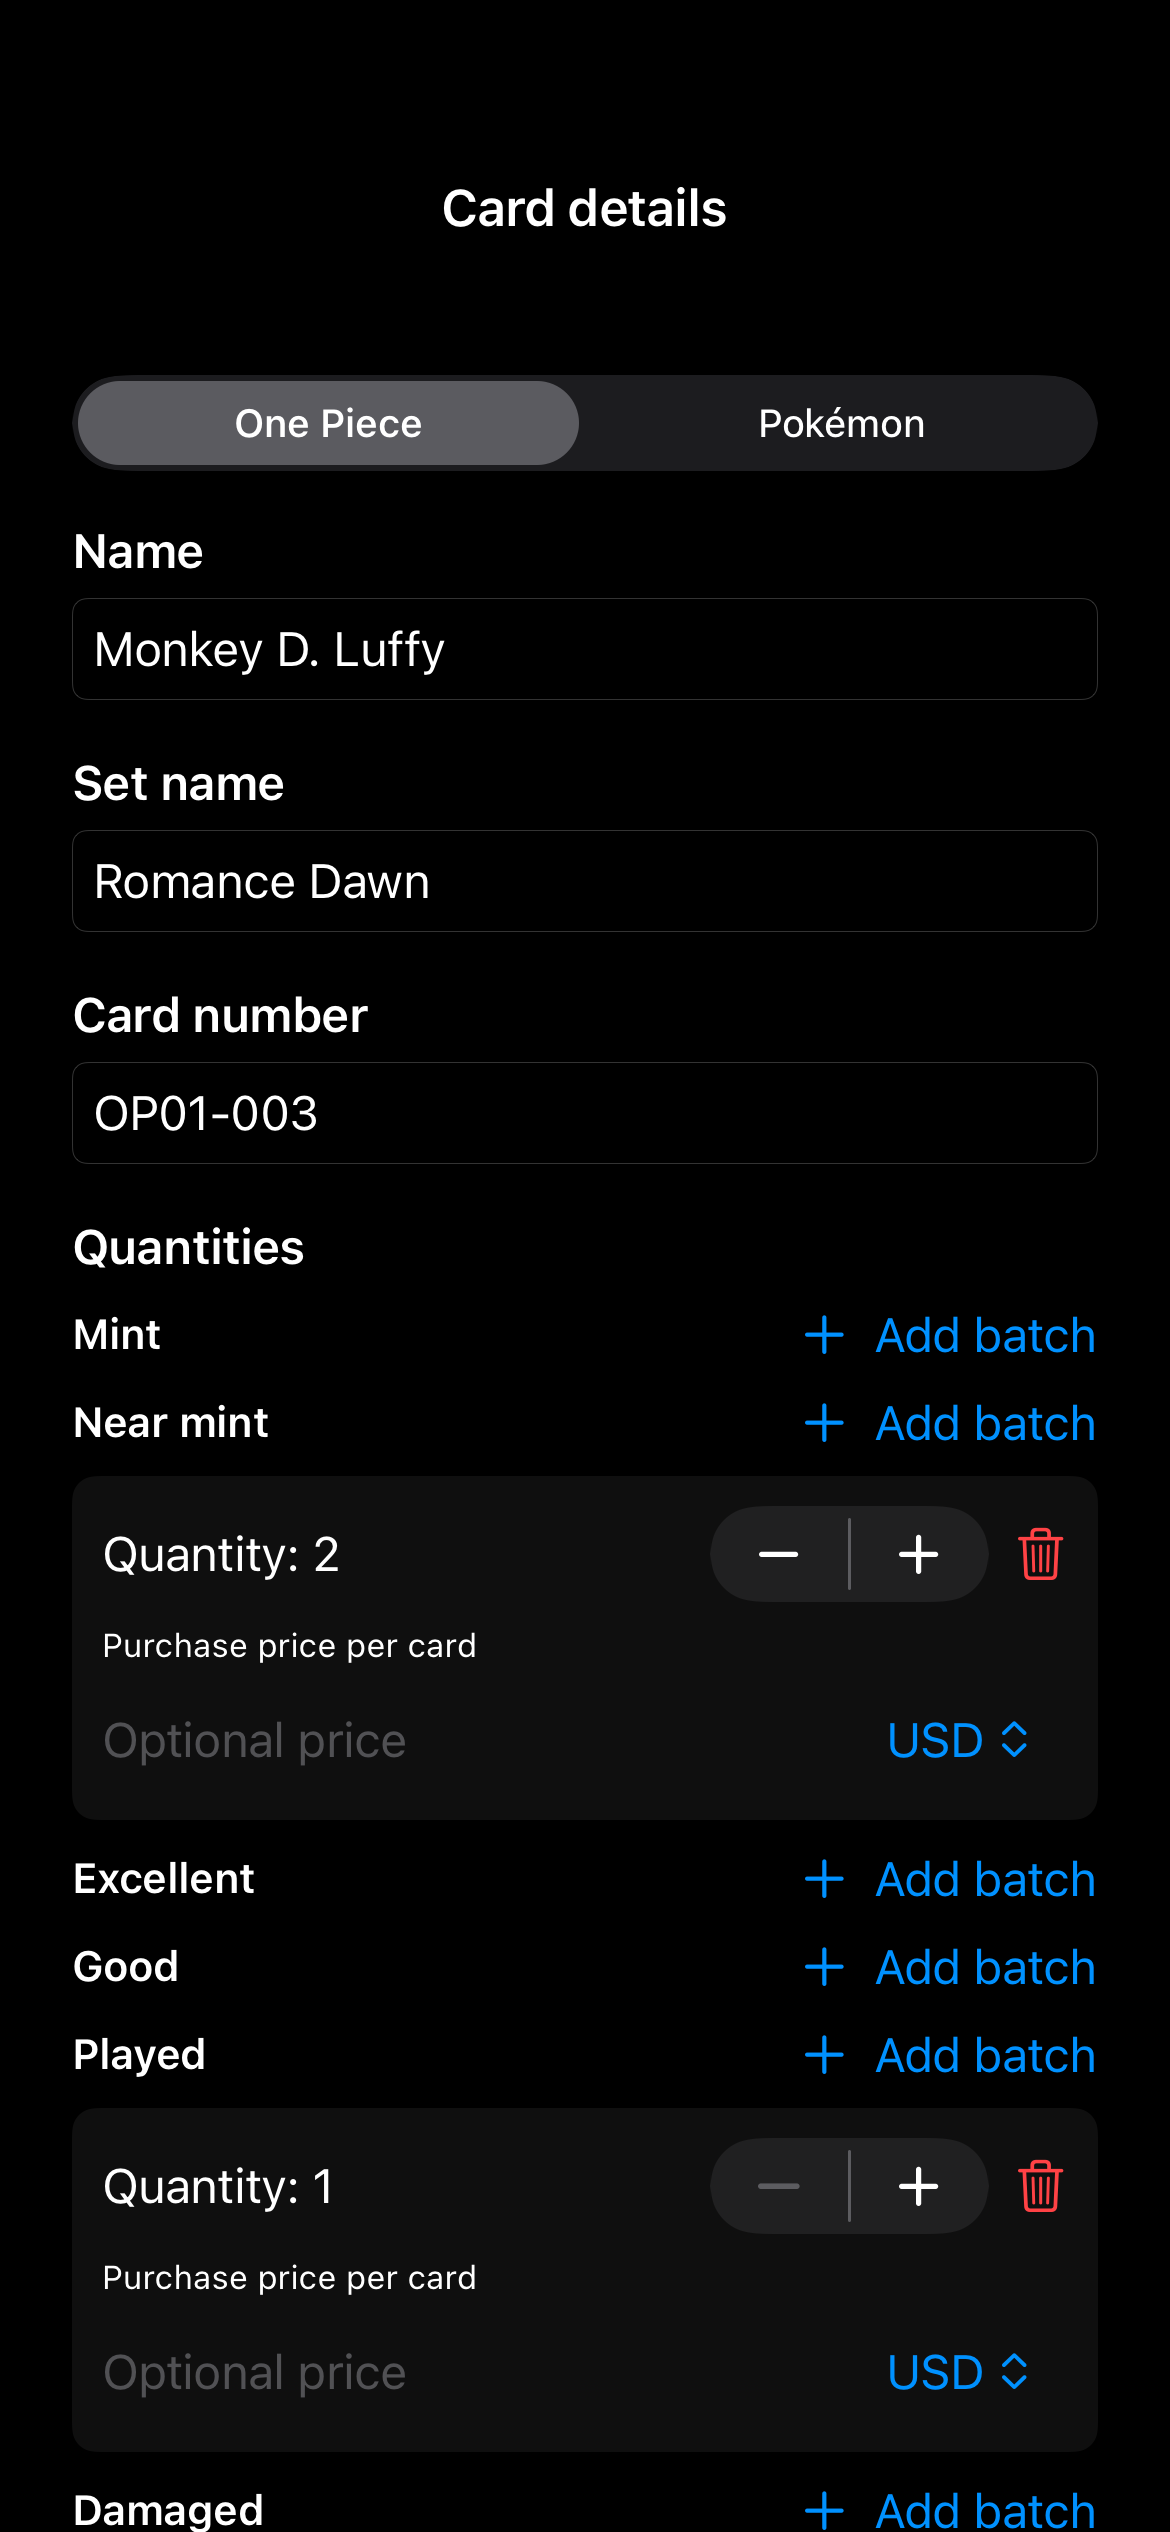 Card details
One Piece
Pokémon
Name
Monkey D. Luffy
Set name
Romance Dawn
Card number
OP01-003
Quantities
Mint
Add batch
Near mint
Add batch
Quantity: 2
Purchase price per card
Optional price
USD
Excellent
Add batch
Good
Add batch
Played
Add batch
Quantity: 1
Purchase price per card
Optional price
USD
Damaged
Add batch